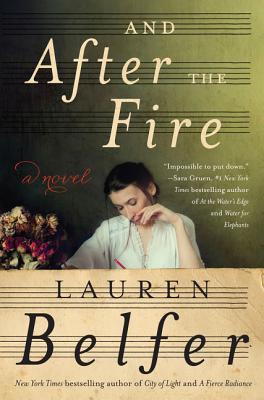 AND
After THE
Fire
a novel
"Impossible to put down."
—Sara Gruen, #1 New York
Times bestselling author of
At the Water's Edge
and Water for
Elephants
LAUREN
Belfer
New York Times bestselling author of City of Light and A Fierce Radiance